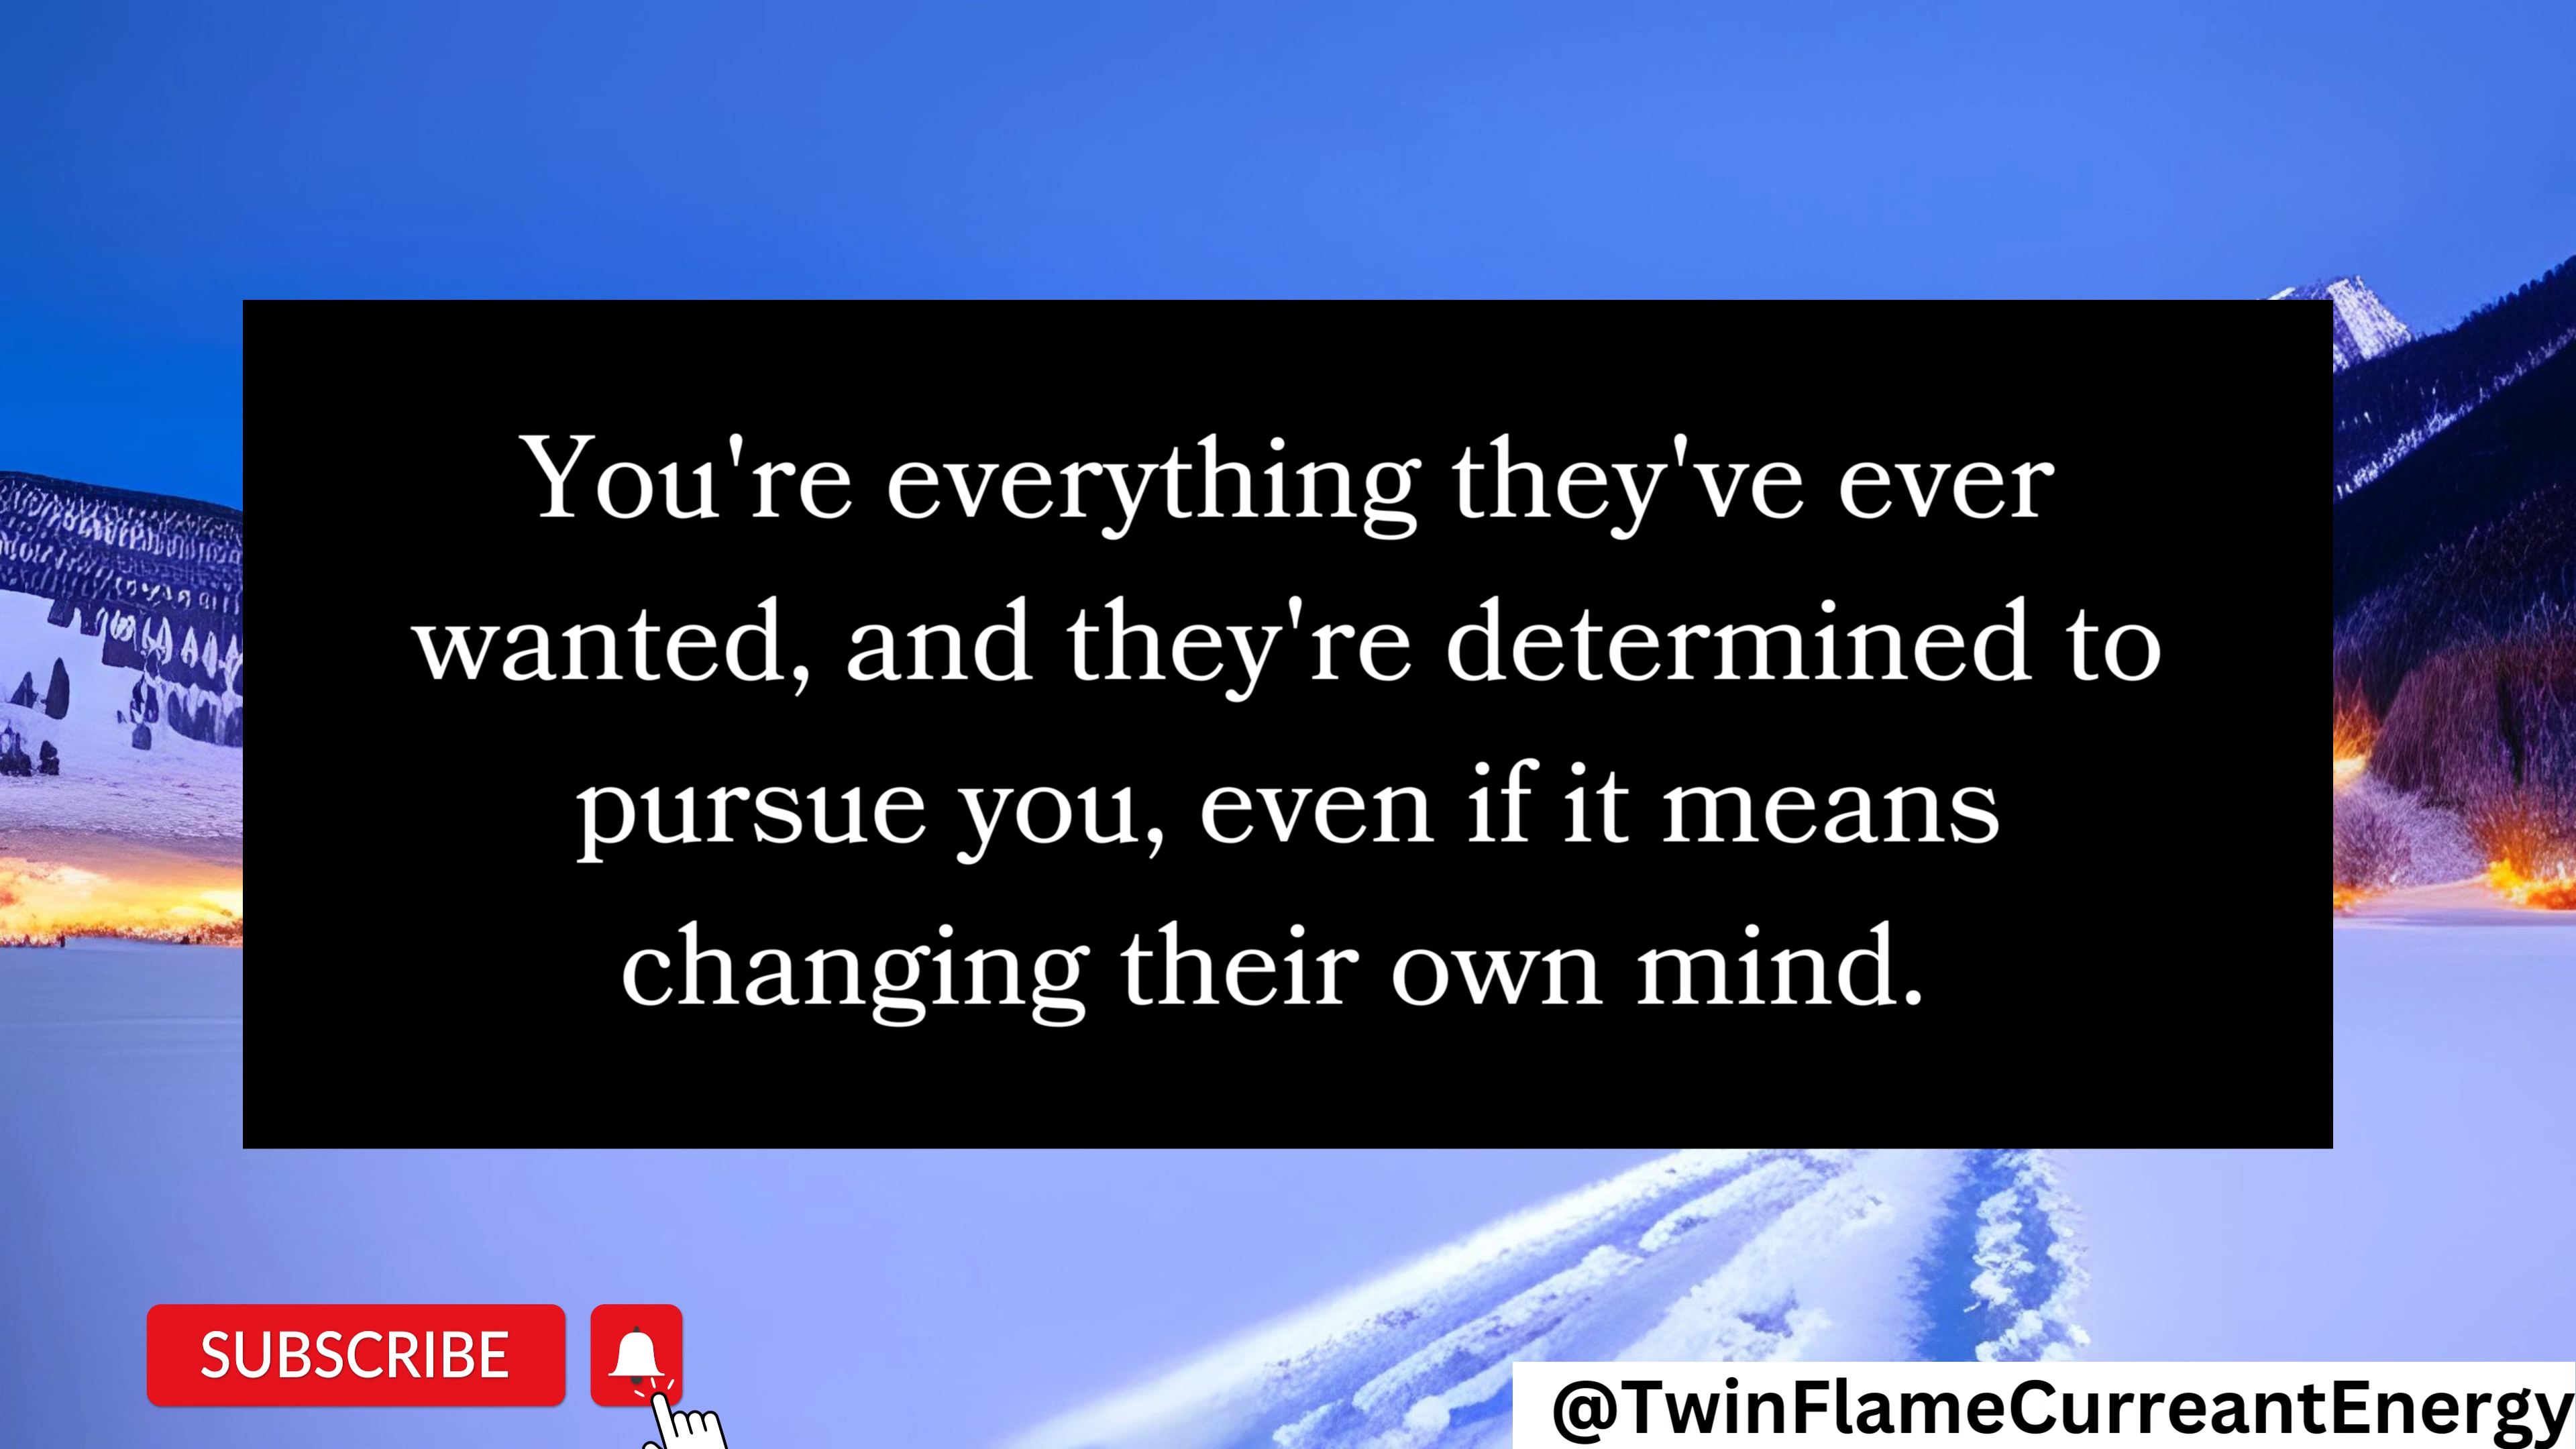 You're everything they've ever
wanted, and they're determined to
pursue you, even if it means
changing their own mind.
SUBSCRIBE
@TwinFlameCurreantEnergy